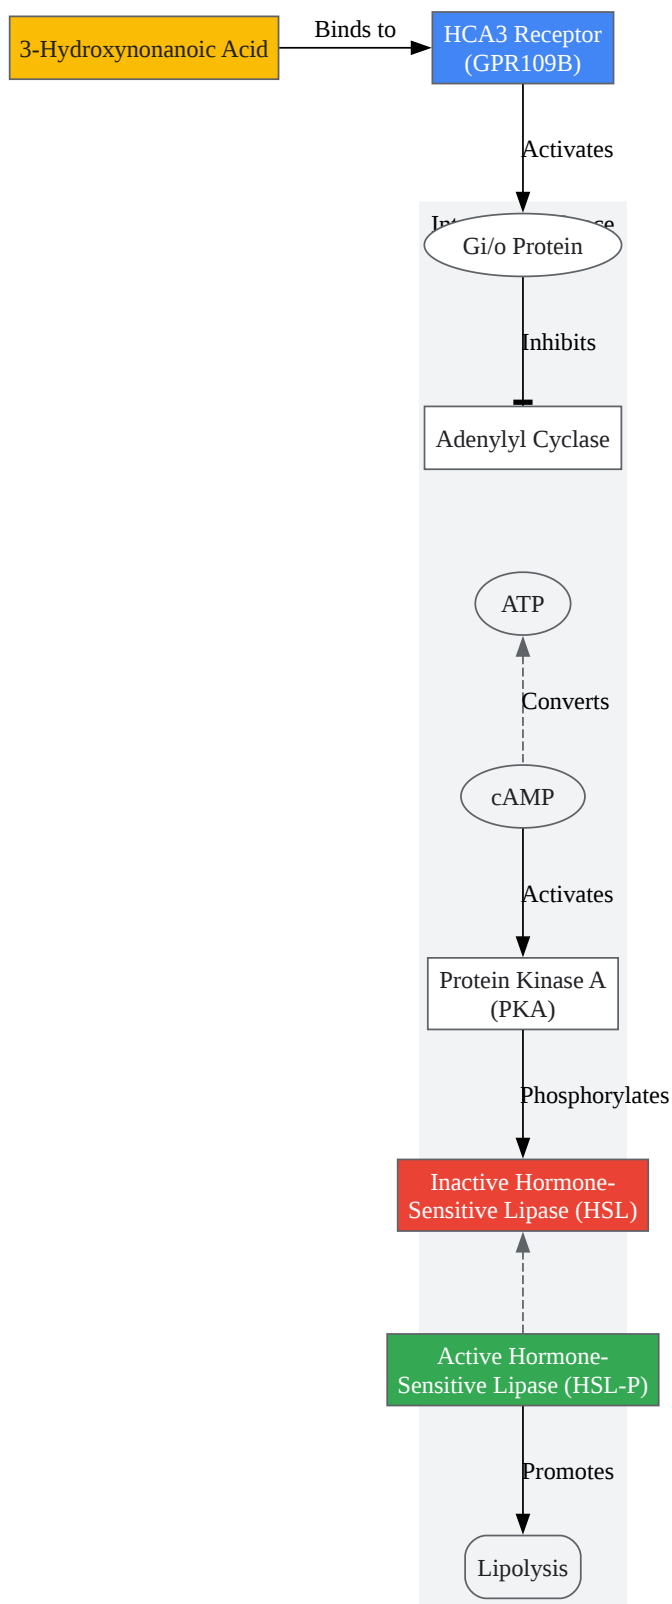 3-Hydroxynonanoic Acid
Binds to
HCA3 Receptor
(GPR109B)
Activates
Gi/o Protein
Inhibits
Adenylyl Cyclase
ATP
Converts
cAMP
Activates
Protein Kinase A
(PKA)
Phosphorylates
Inactive Hormone-
Sensitive Lipase (HSL)
Active Hormone-
Sensitive Lipase (HSL-P)
Promotes
Lipolysis